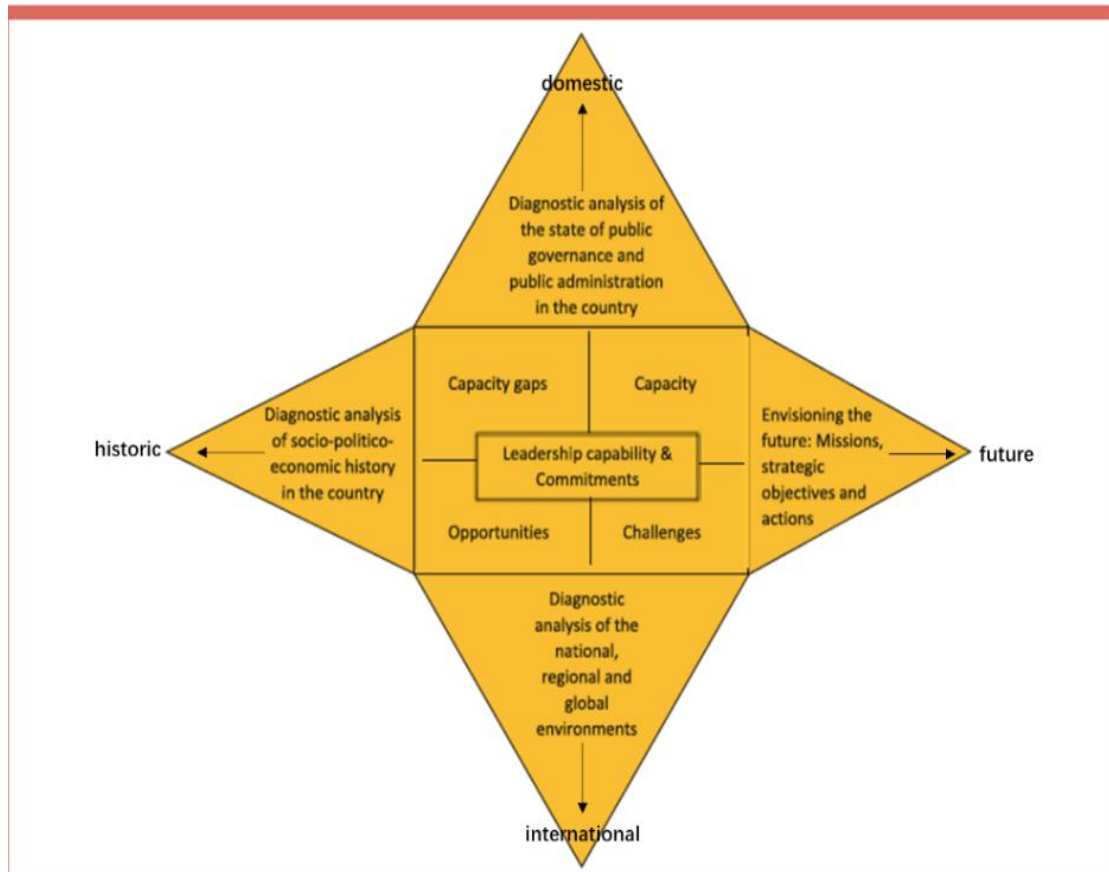 domestic
Diagnostic analysis of
the state of public
governance and
public administration
in the country
Capacity gaps
Capacity
historic
Diagnostic analysis
of socio-politico-
economic history
in the country
Leadership capability &
Commitments
Envisioning the
future: Missions,
strategic
objectives and
actions
future
Opportunities
Challenges
Diagnostic
analysis of the
national,
regional and
global
environments
international